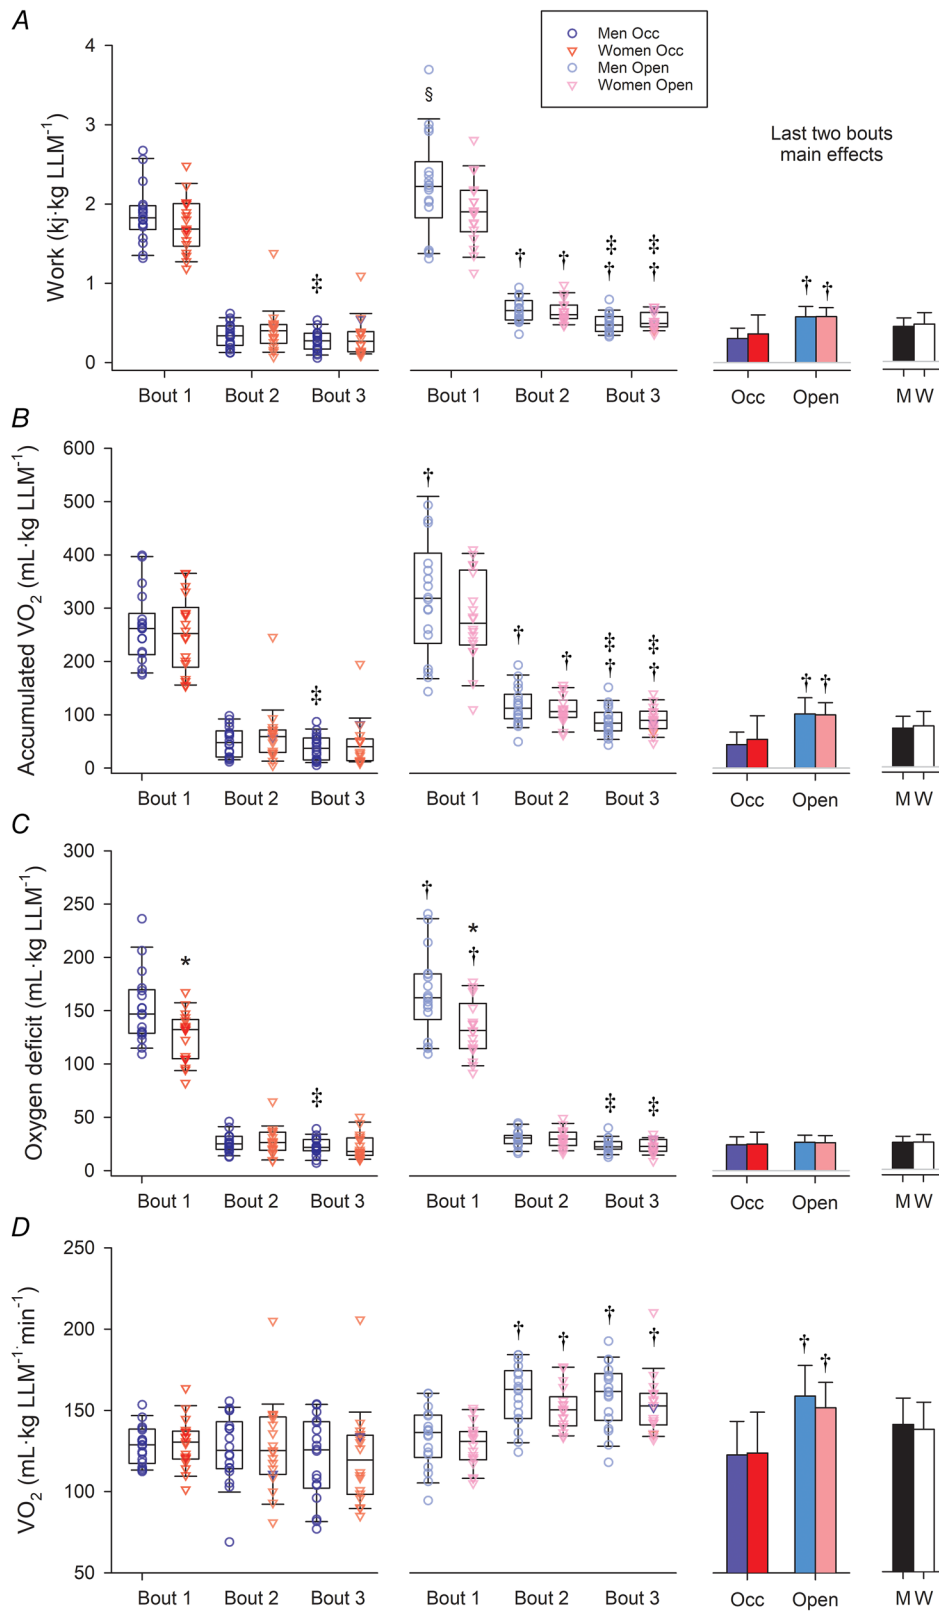 A
Men Occ
Women Occ
Men Open
Women Open
Last two bouts
main effects
Work (kj·kg LLM⁻¹)
4
3
2
1
0
§
‡
†
†
‡
†
‡
†
†
†
Bout 1
Bout 2
Bout 3
Bout 1
Bout 2
Bout 3
Occ
Open
M W
B
Accumulated VO₂ (mL·kg LLM⁻¹)
600
500
400
300
200
100
0
†
‡
†
†
‡
†
‡
†
†
†
Bout 1
Bout 2
Bout 3
Bout 1
Bout 2
Bout 3
Occ
Open
M W
C
Oxygen deficit (mL·kg LLM⁻¹)
300
250
200
150
100
50
0
*
‡
†
*
†
‡
‡
Bout 1
Bout 2
Bout 3
Bout 1
Bout 2
Bout 3
Occ
Open
M W
D
VO₂ (mL·kg LLM⁻¹·min⁻¹)
250
200
150
100
50
†
†
†
†
†
†
Bout 1
Bout 2
Bout 3
Bout 1
Bout 2
Bout 3
Occ
Open
M W